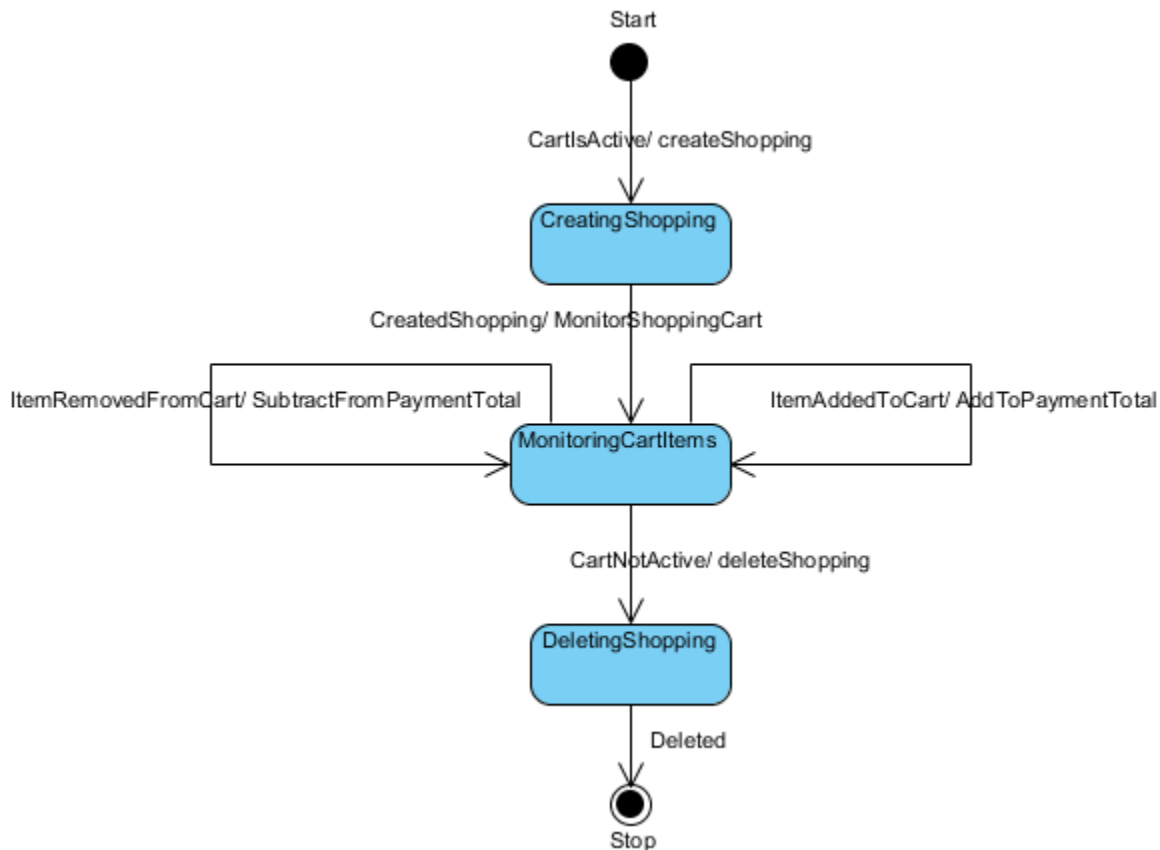 Start
CartIsActive/ createShopping
CreatingShopping
CreatedShopping/ MonitorShoppingCart
ItemRemovedFromCart/ SubtractFromPaymentTotal
ItemAddedToCart/ AddToPaymentTotal
MonitoringCartItems
CartNotActive/ deleteShopping
DeletingShopping
Deleted
Stop